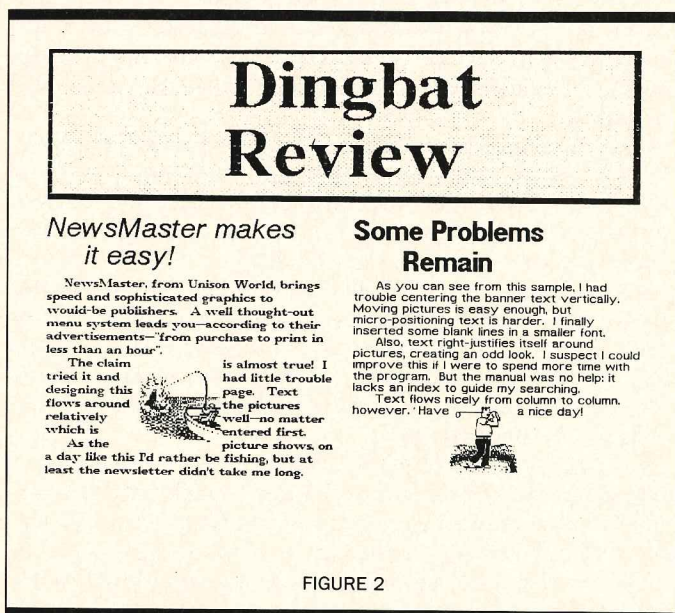 Dingbat
Review
NewsMaster makes
it easy!
NewsMaster, from Unison World, brings
speed and sophisticated graphics to
would-be publishers. A well thought-out
menu system leads you—according to their
advertisements—"from purchase to print in
less than an hour".
The claim is almost true! I
tried it and had little trouble
designing this page. Text
flows around the pictures
relatively well—no matter
which is entered first.
As the picture shows, on
a day like this I'd rather be fishing, but at
least the newsletter didn't take me long.
Some Problems
Remain
As you can see from this sample, I had
trouble centering the banner text vertically.
Moving pictures is easy enough, but
micro-positioning text is harder. I finally
inserted some blank lines in a smaller font.
Also, text right-justifies itself around
pictures, creating an odd look. I suspect I could
improve this if I were to spend more time with
the program. But the manual was no help: it
lacks an index to guide my searching.
Text flows nicely from column to column,
however. Have a nice day!
FIGURE 2